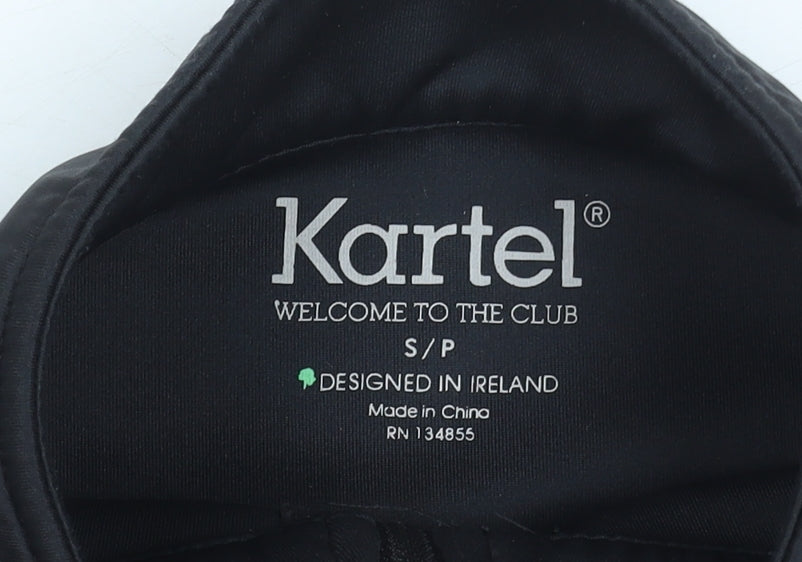 Kartel®
WELCOME TO THE CLUB
S/P
DESIGNED IN IRELAND
Made in China
RN 134855